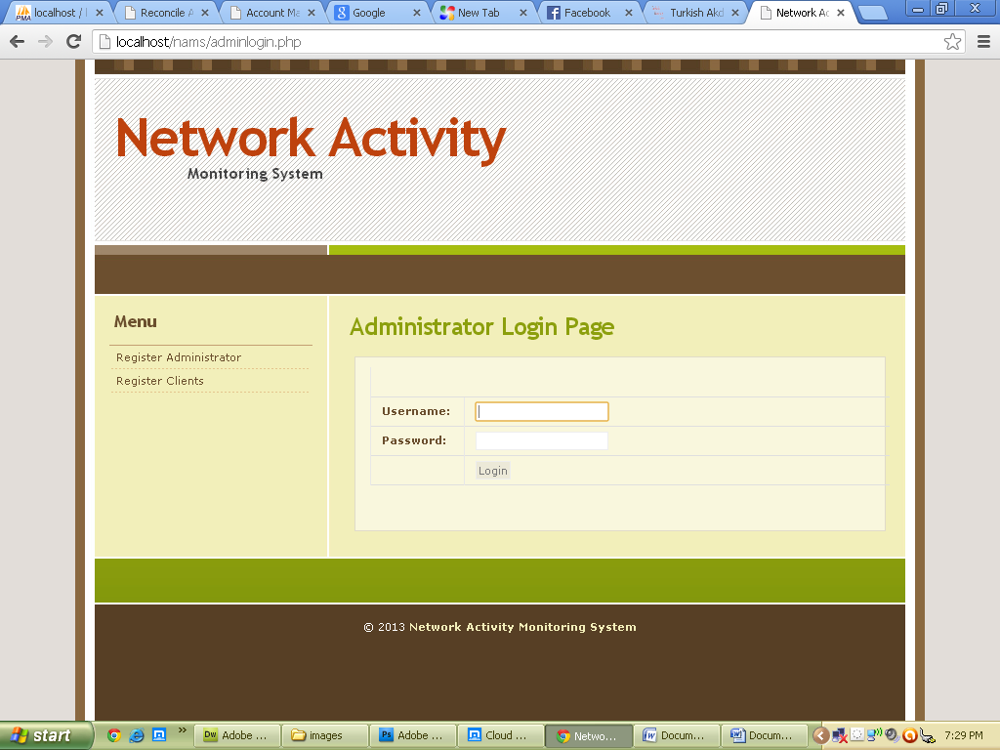 localhost / l
Reconcile A
Account Ma
Google
New Tab
Facebook
Turkish Akd
Network Ac
localhost/nams/adminlogin.php
Network Activity
Monitoring System
Menu
Register Administrator
Register Clients
Administrator Login Page
Username:
Password:
Login
© 2013 Network Activity Monitoring System
start
Dw Adobe ...
images
Ps Adobe ...
Cloud ...
Netwo...
Docum...
Docum...
7:29 PM